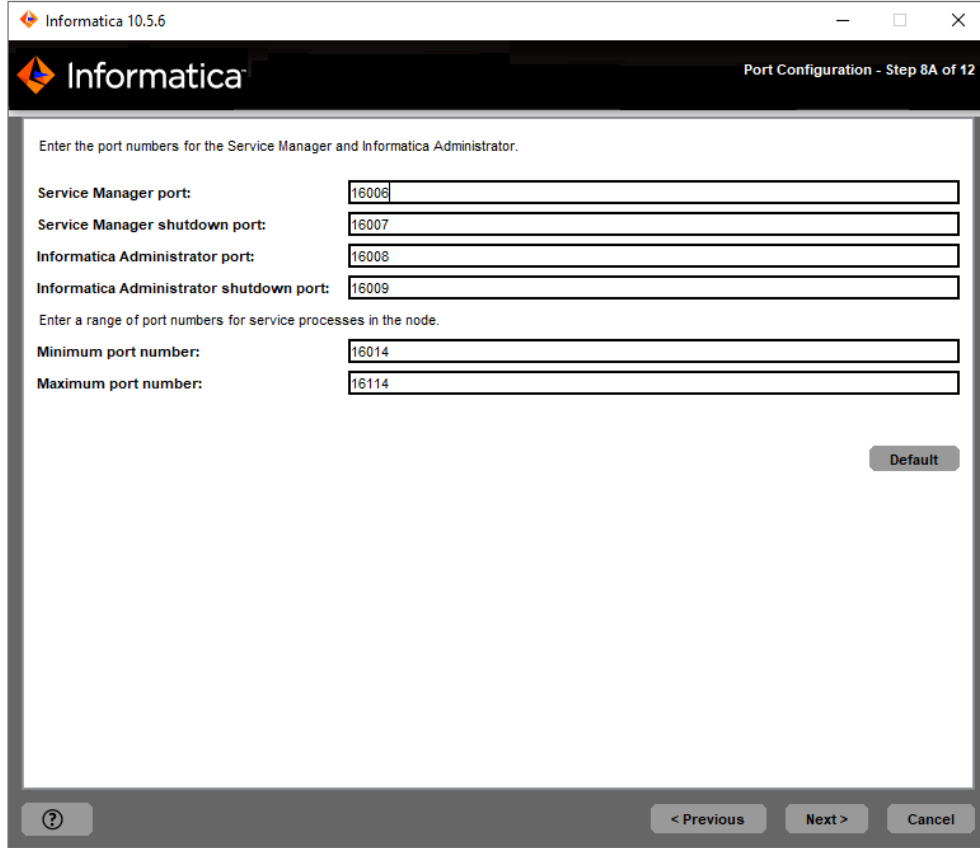 Informatica 10.5.6
Informatica
Port Configuration - Step 8A of 12
Enter the port numbers for the Service Manager and Informatica Administrator.
Service Manager port: 16006
Service Manager shutdown port: 16007
Informatica Administrator port: 16008
Informatica Administrator shutdown port: 16009
Enter a range of port numbers for service processes in the node.
Minimum port number: 16014
Maximum port number: 16114
Default
? < Previous Next > Cancel